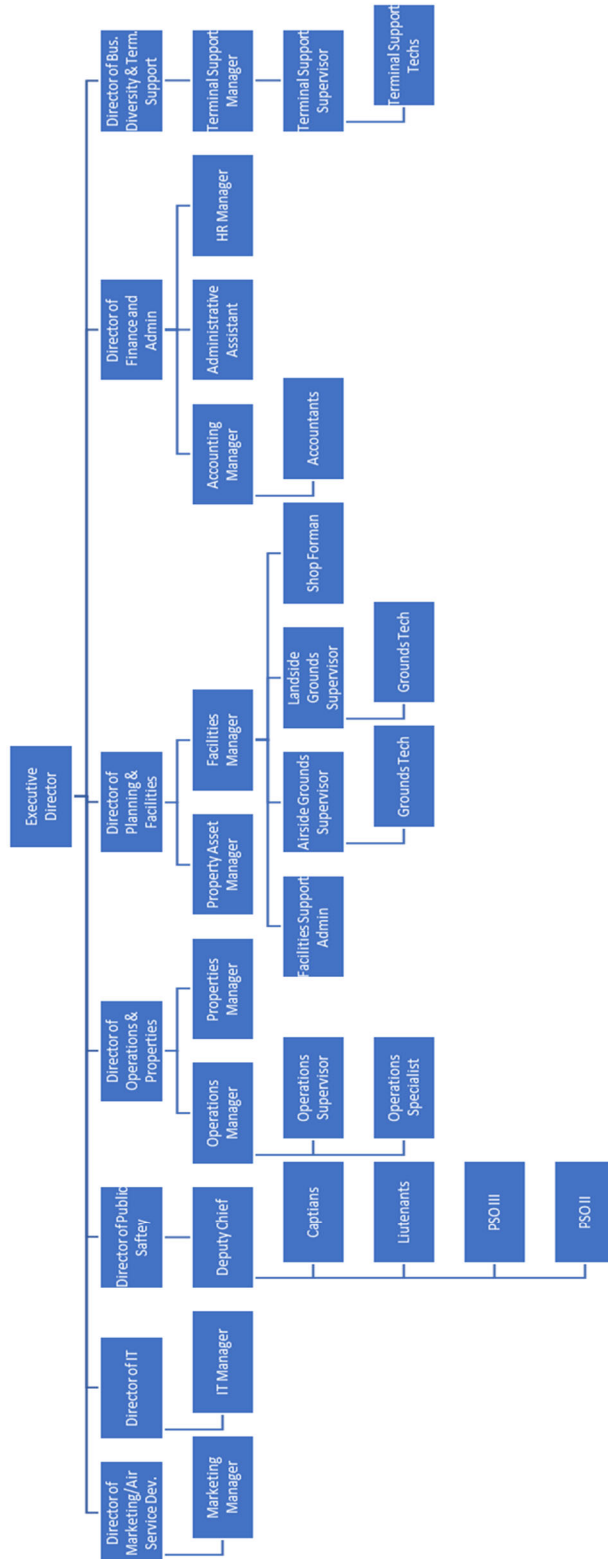 Executive
Director
Director of
Marketing/Air
Service Dev.
Director of IT
Director of Public
Saftey
Director of
Operations &
Properties
Director of
Planning &
Facilities
Director of
Finance and
Admin
Director of Bus.
Diversity & Term.
Support
Marketing
Manager
IT Manager
Deputy Chief
Operations
Manager
Properties
Manager
Property Asset
Manager
Facilities
Manager
Accounting
Manager
Administrative
Assistant
HR Manager
Terminal Support
Manager
Captians
Operations
Supervisor
Facilities Support
Admin
Airside Grounds
Supervisor
Landside
Grounds
Supervisor
Shop Forman
Accountants
Terminal Support
Supervisor
Liutenants
Operations
Specialist
Grounds Tech
Grounds Tech
Terminal Support
Techs
PSO III
PSO II